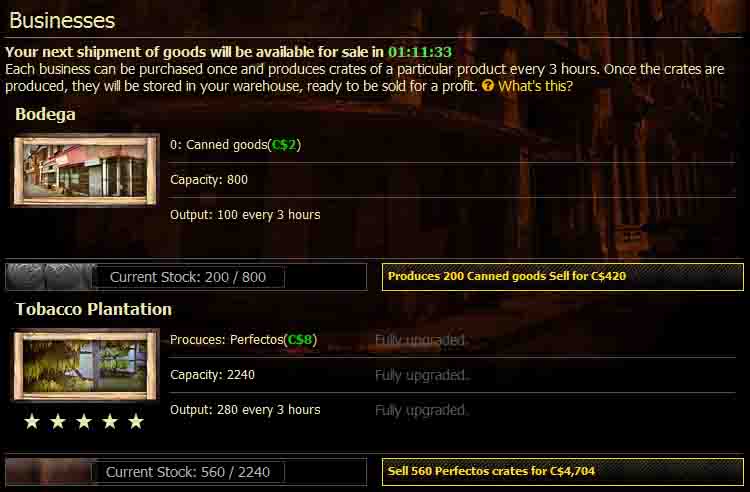 Businesses
Your next shipment of goods will be available for sale in 01:11:33
Each business can be purchased once and produces crates of a particular product every 3 hours. Once the crates are
produced, they will be stored in your warehouse, ready to be sold for a profit. ? What's this?
Bodega
0: Canned goods(C$2)
Capacity: 800
Output: 100 every 3 hours
Current Stock: 200 / 800
Produces 200 Canned goods Sell for C$420
Tobacco Plantation
Procuces: Perfectos(C$8)
Fully upgraded.
Capacity: 2240
Fully upgraded.
Output: 280 every 3 hours
Fully upgraded.
Current Stock: 560 / 2240
Sell 560 Perfectos crates for C$4,704